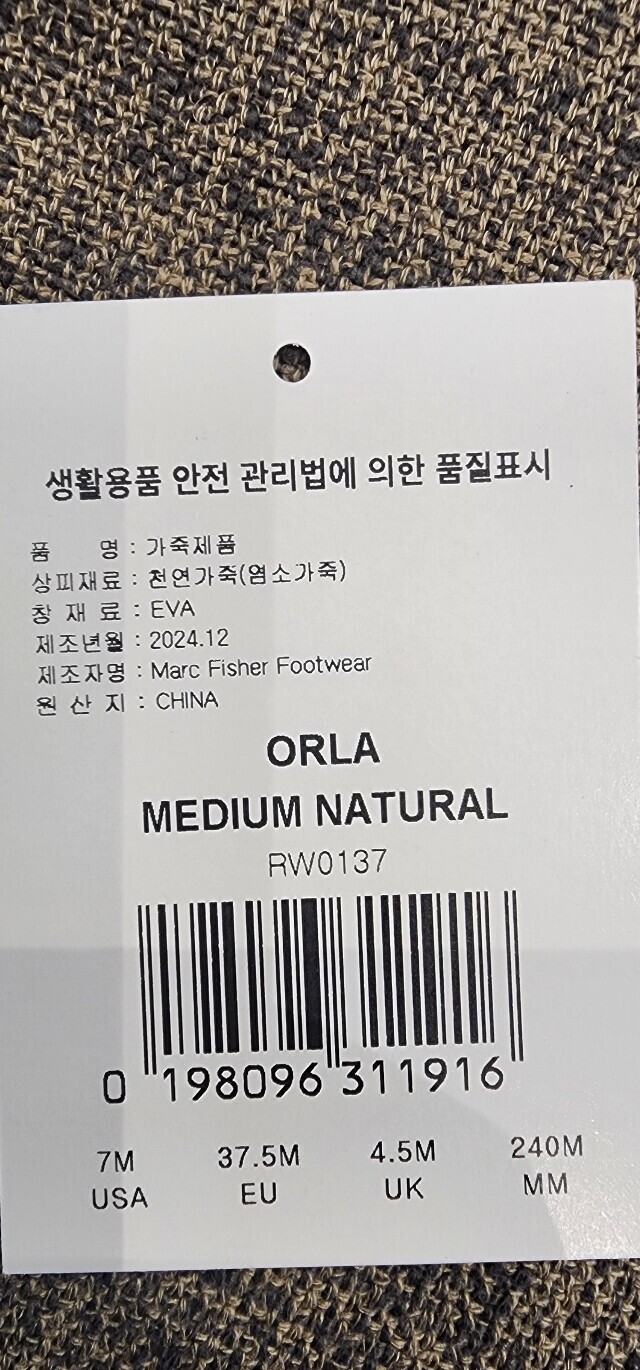 생활용품 안전 관리법에 의한 품질표시
품 명 : 가죽제품
상피재료 : 천연가죽(염소가죽)
창 재 료 : EVA
제조년월 : 2024.12
제조자명 : Marc Fisher Footwear
원 산 지 : CHINA
ORLA
MEDIUM NATURAL
RW0137
0 198096 311916
7M 37.5M 4.5M 240M
USA EU UK MM